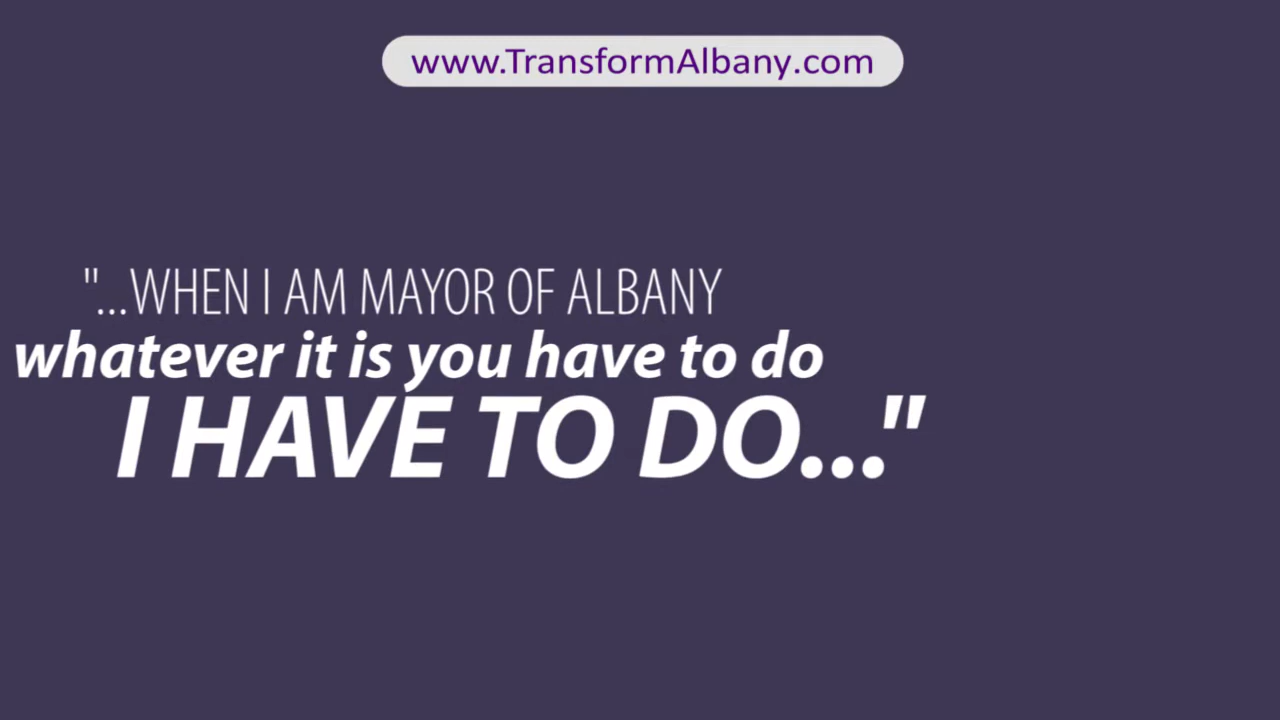 www.TransformAlbany.com
"...WHEN I AM MAYOR OF ALBANY
whatever it is you have to do
I HAVE TO DO..."